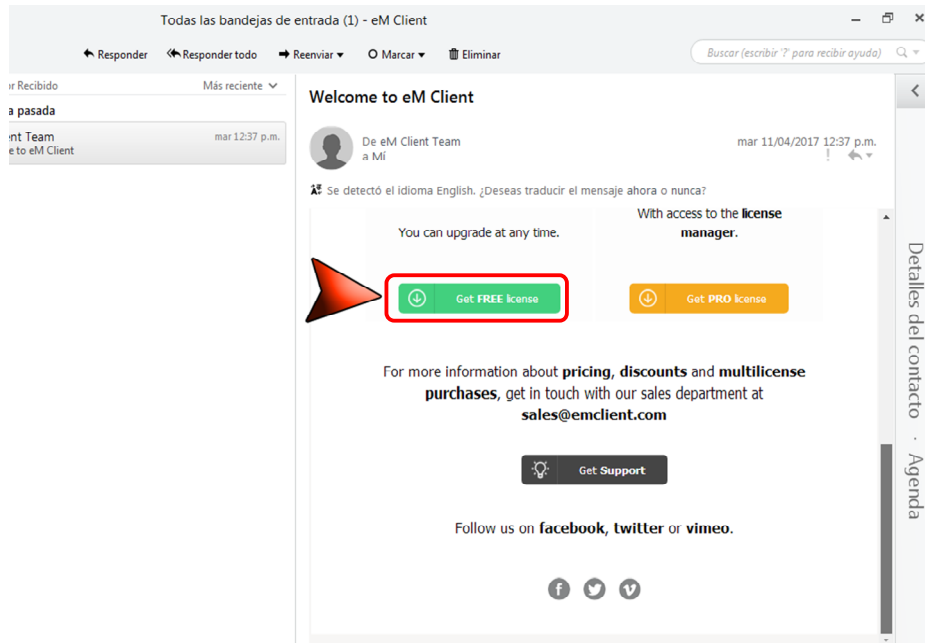 Todas las bandejas de entrada (1) - eM Client
Responder Responder todo Reenviar Marcar Eliminar
Buscar (escribir '?' para recibir ayuda)
or Recibido Más reciente
a pasada
ent Team mar 12:37 p.m.
e to eM Client
Welcome to eM Client
De eM Client Team mar 11/04/2017 12:37 p.m.
a Mí
Se detectó el idioma English. ¿Deseas traducir el mensaje ahora o nunca?
With access to the license
You can upgrade at any time. manager.
Get FREE license Get PRO license
For more information about pricing, discounts and multilicense
purchases, get in touch with our sales department at
sales@emclient.com
Get Support
Follow us on facebook, twitter or vimeo.
Detalles del contacto · Agenda